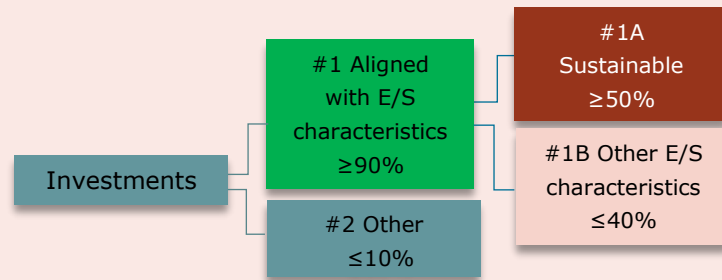 Investments
#1 Aligned
with E/S
characteristics
≥90%
#2 Other
≤10%
#1A
Sustainable
≥50%
#1B Other E/S
characteristics
≤40%